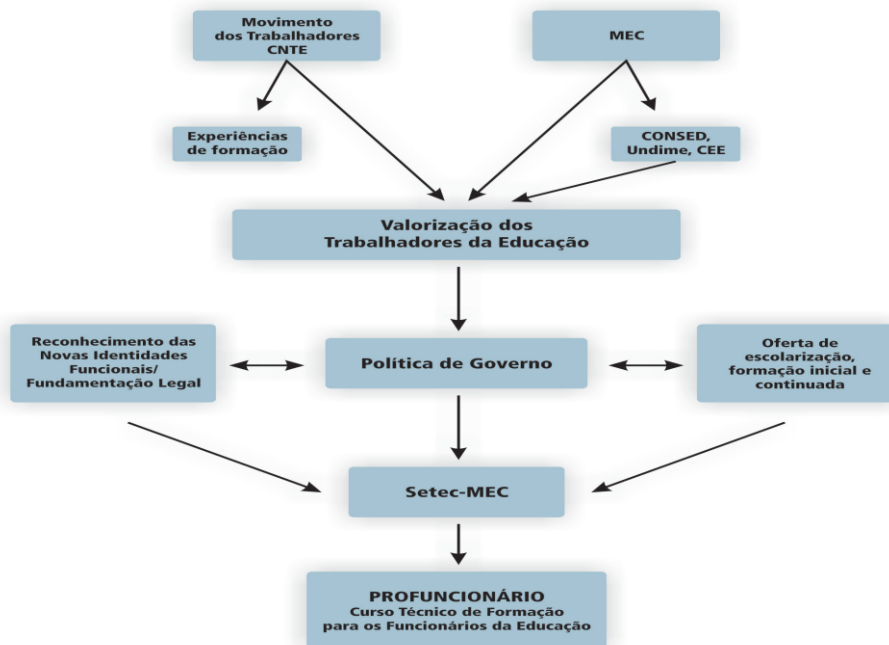 Movimento
dos Trabalhadores
CNTE
MEC
Experiências
de formação
CONSED,
Undime, CEE
Valorização dos
Trabalhadores da Educação
Reconhecimento das
Novas Identidades
Funcionais/
Fundamentação Legal
Política de Governo
Oferta de
escolarização,
formação inicial e
continuada
Setec-MEC
PROFUNCIONÁRIO
Curso Técnico de Formação
para os Funcionários da Educação